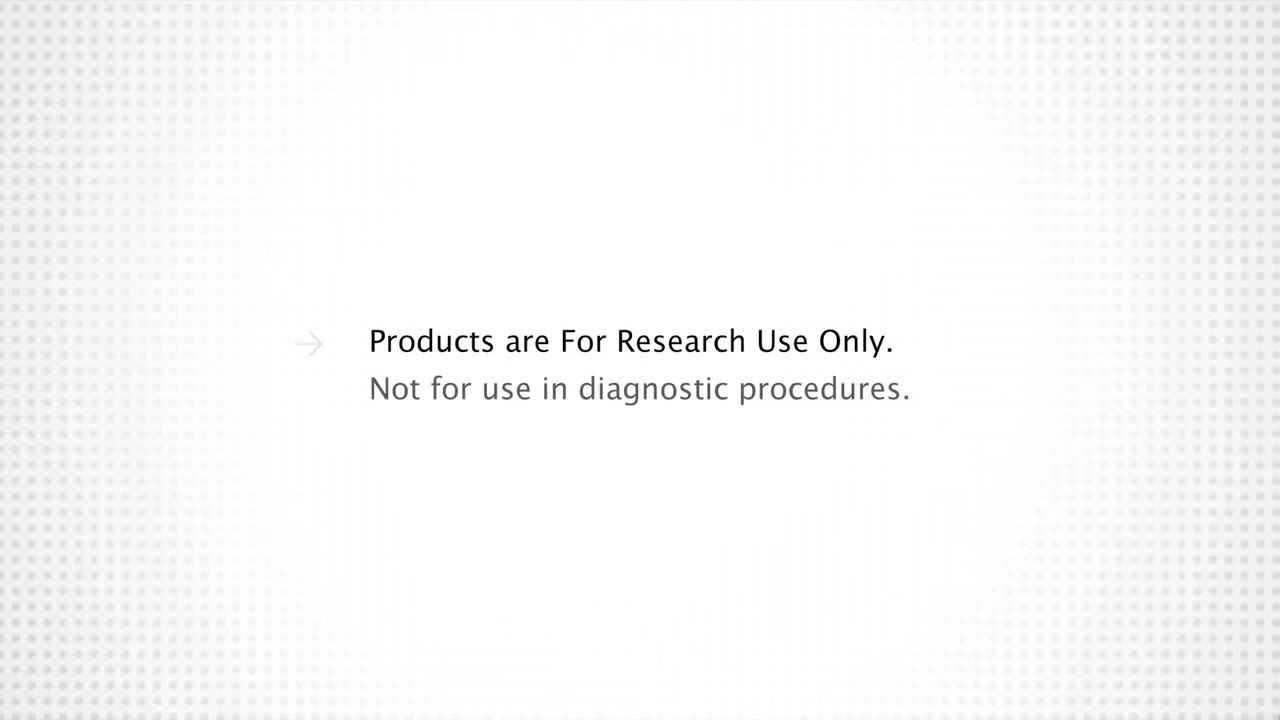 Products are For Research Use Only.
Not for use in diagnostic procedures.